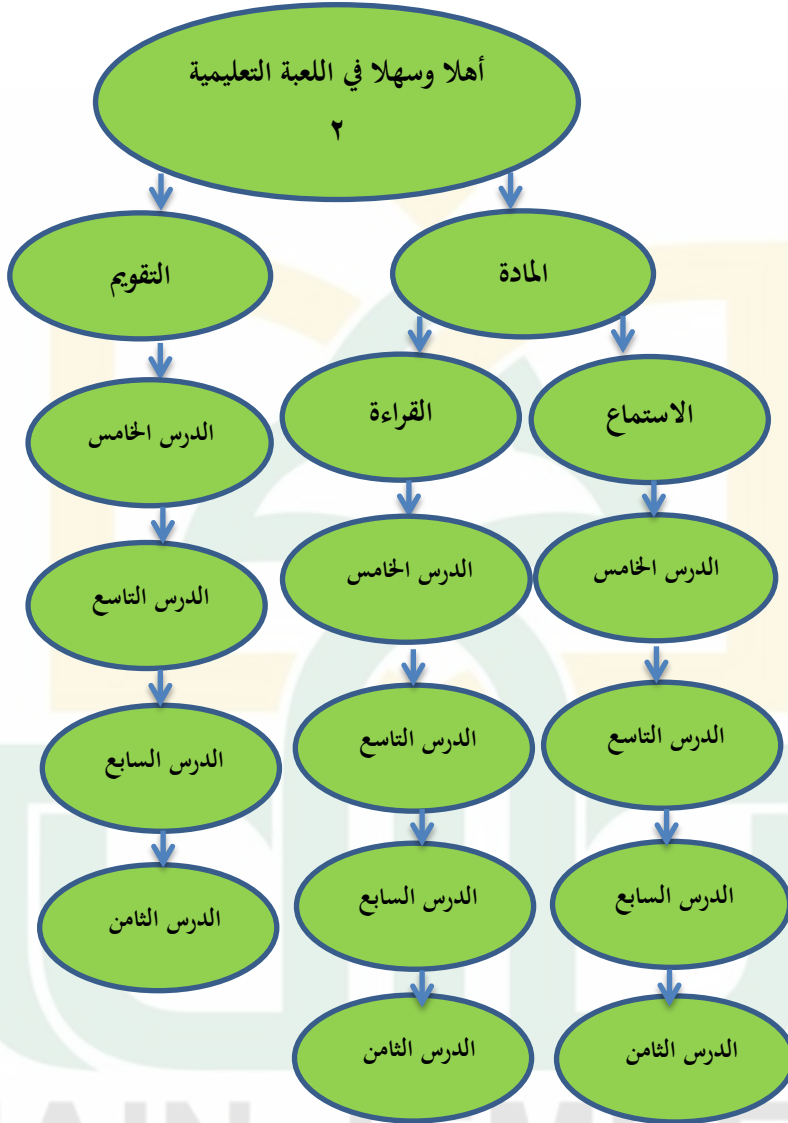 أهلا وسهلا في اللعبة التعليمية
٢
المادة
التقويم
الاستماع
القراءة
الدرس الخامس
الدرس الخامس
الدرس الخامس
الدرس التاسع
الدرس التاسع
الدرس التاسع
الدرس السابع
الدرس السابع
الدرس السابع
الدرس الثامن
الدرس الثامن
الدرس الثامن